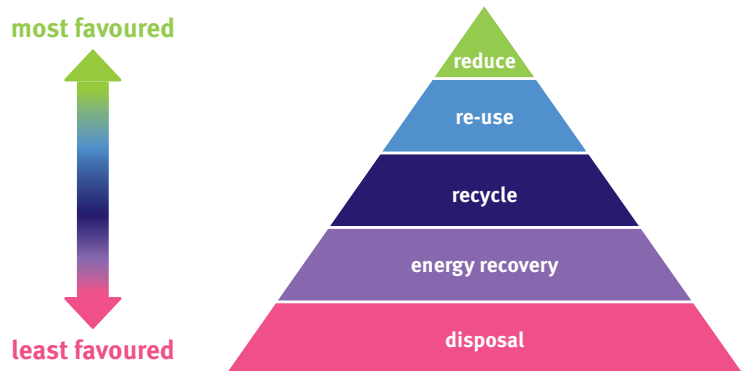 most favoured
reduce
re-use
recycle
energy recovery
disposal
least favoured